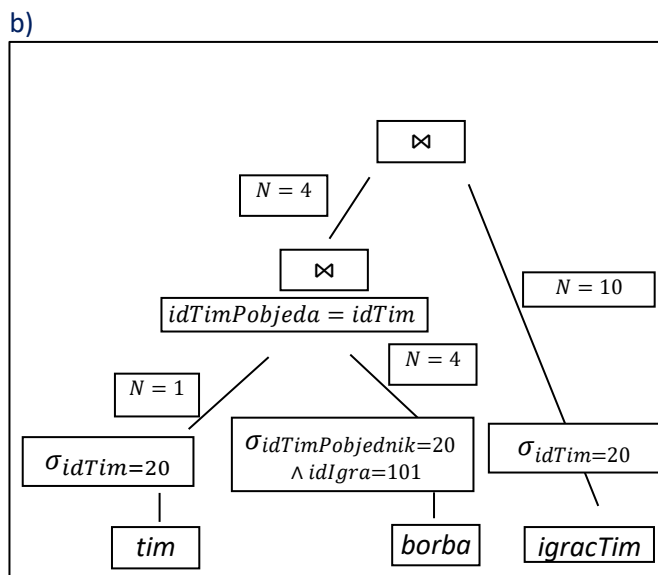 b)
⋈
N = 4
⋈
N = 10
idTimPobjeda = idTim
N = 1
N = 4
σidTim=20
σidTimPobjednik=20
∧ idIgra=101
σidTim=20
tim
borba
igracTim